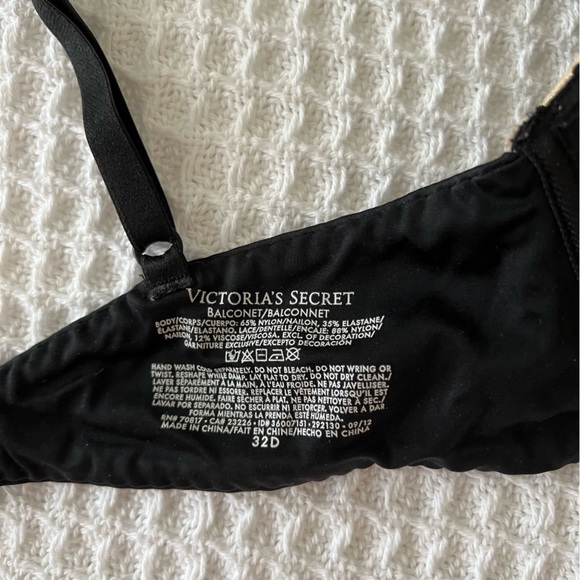 VICTORIA'S SECRET
BALCONET/BALCONNET
BODY/CORPS/CUERPO: 65% NYLON/NAILON, 35% ELASTANE/
ÉLASTANE/ELASTANO, LACE/DENTELLE/ENCAJE: 88% NYLON/
NAILON, 12% VISCOSE/VISCOSA, EXCL. OF DECORATION/
GARNITURE EXCLUSIVE/EXCEPTO DECORACIÓN
HAND WASH COLD SEPARATELY. DO NOT BLEACH. DO NOT WRING OR
TWIST. RESHAPE WHILE DAMP. LAY FLAT TO DRY. DO NOT DRY CLEAN./
LAVER SÉPARÉMENT À LA MAIN, À L'EAU FROIDE. NE PAS JAVELLISER.
NE PAS TORDRE NI ESSORER. REPLACER LE VÊTEMENT LORSQU'IL EST
ENCORE HUMIDE. FAIRE SÉCHER À PLAT. NE PAS NETTOYER À SEC./
LAVAR POR SEPARADO. NO ESCURRIR NI RETORCER. VOLVER A DAR
FORMA MIENTRAS LA PRENDA ESTÉ HÚMEDA.
RN# 70817 • CA# 23226 • ID# 36007151 • 292130 • 09/12
MADE IN CHINA/FAIT EN CHINE/HECHO EN CHINA
32D